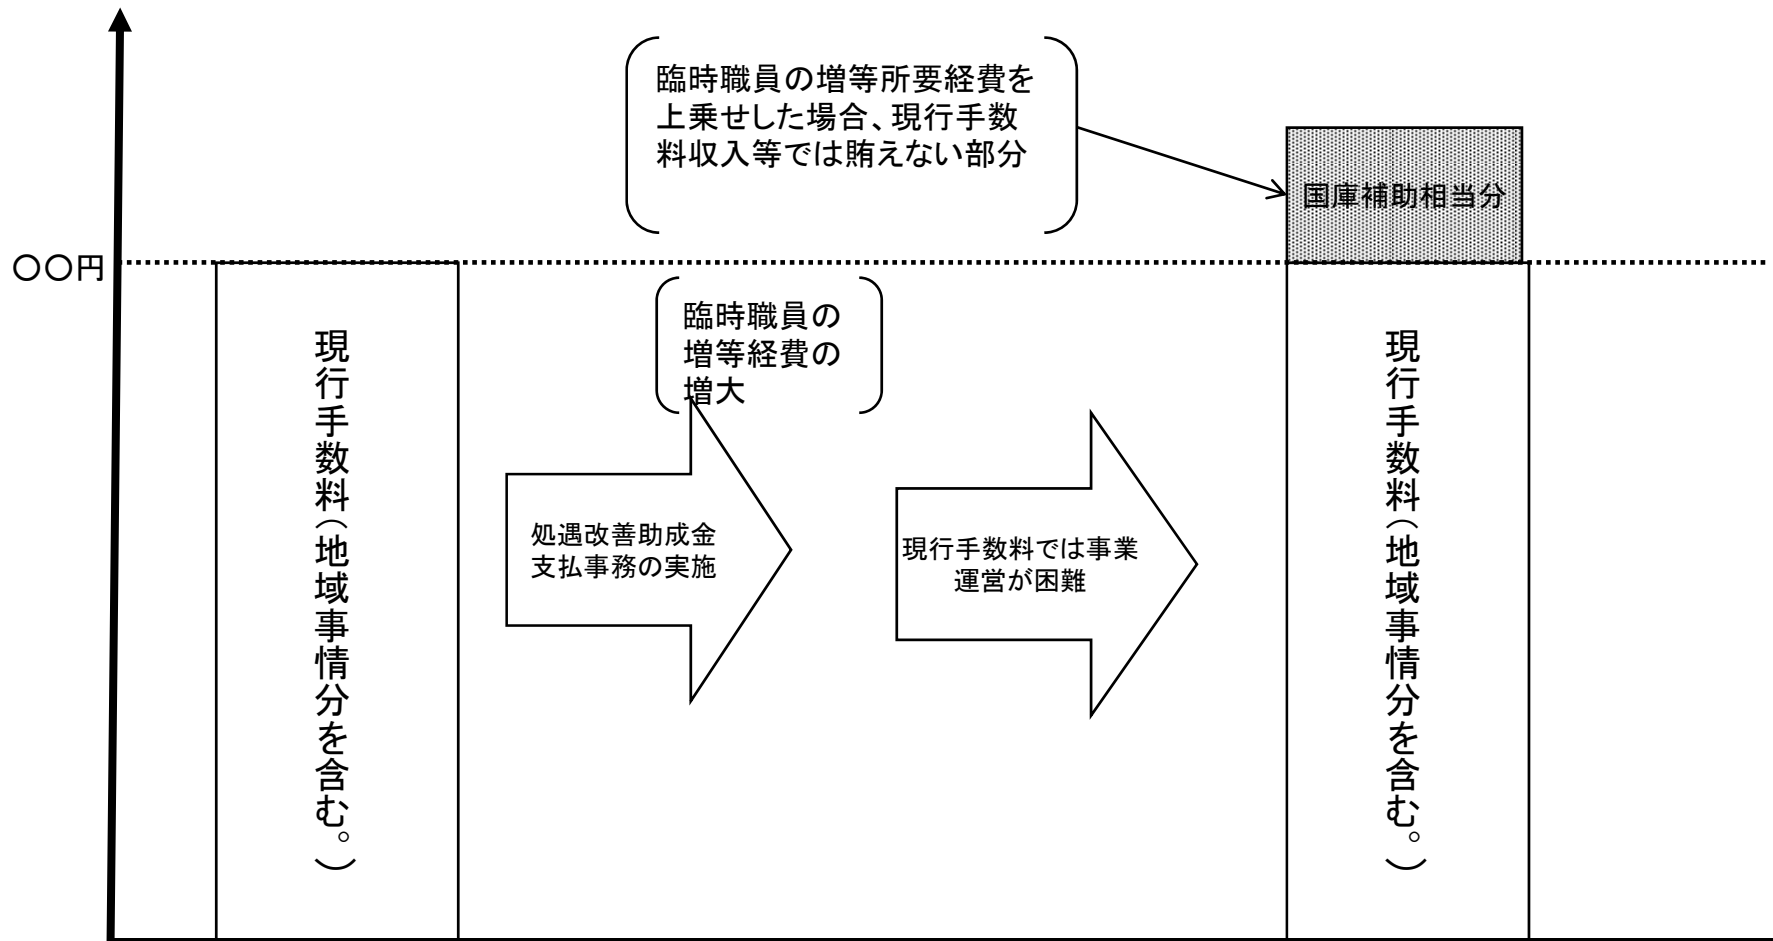 臨時職員の増等所要経費を
上乗せした場合、現行手数
料収入等では賄えない部分
国庫補助相当分
〇〇円
臨時職員の
増等経費の
増大
現行手数料（地域事情分を含む。）
処遇改善助成金
支払事務の実施
現行手数料では事業
運営が困難
現行手数料（地域事情分を含む。）